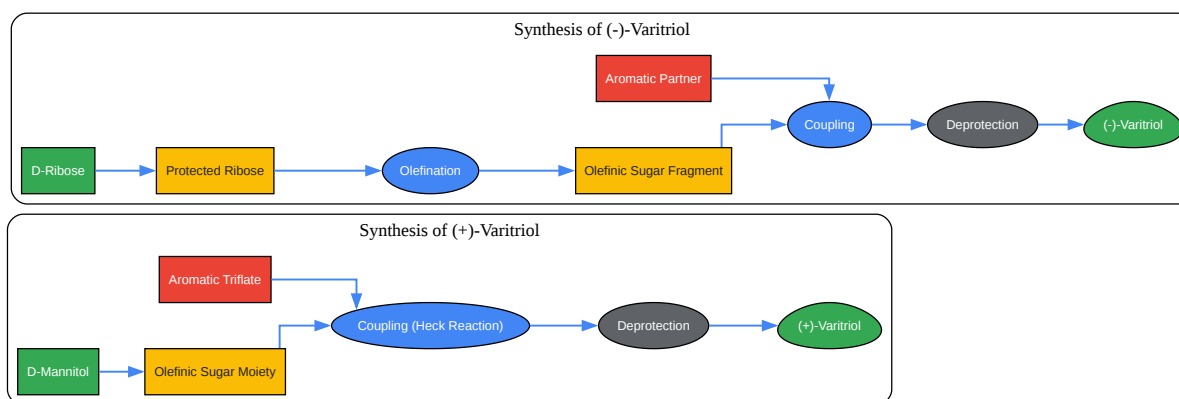 Synthesis of (-)-Varitriol
Aromatic Partner
Coupling
Deprotection
(-)-Varitriol
D-Ribose
Protected Ribose
Olefination
Olefinic Sugar Fragment
Synthesis of (+)-Varitriol
Aromatic Triflate
Coupling (Heck Reaction)
Deprotection
(+)-Varitriol
D-Mannitol
Olefinic Sugar Moiety